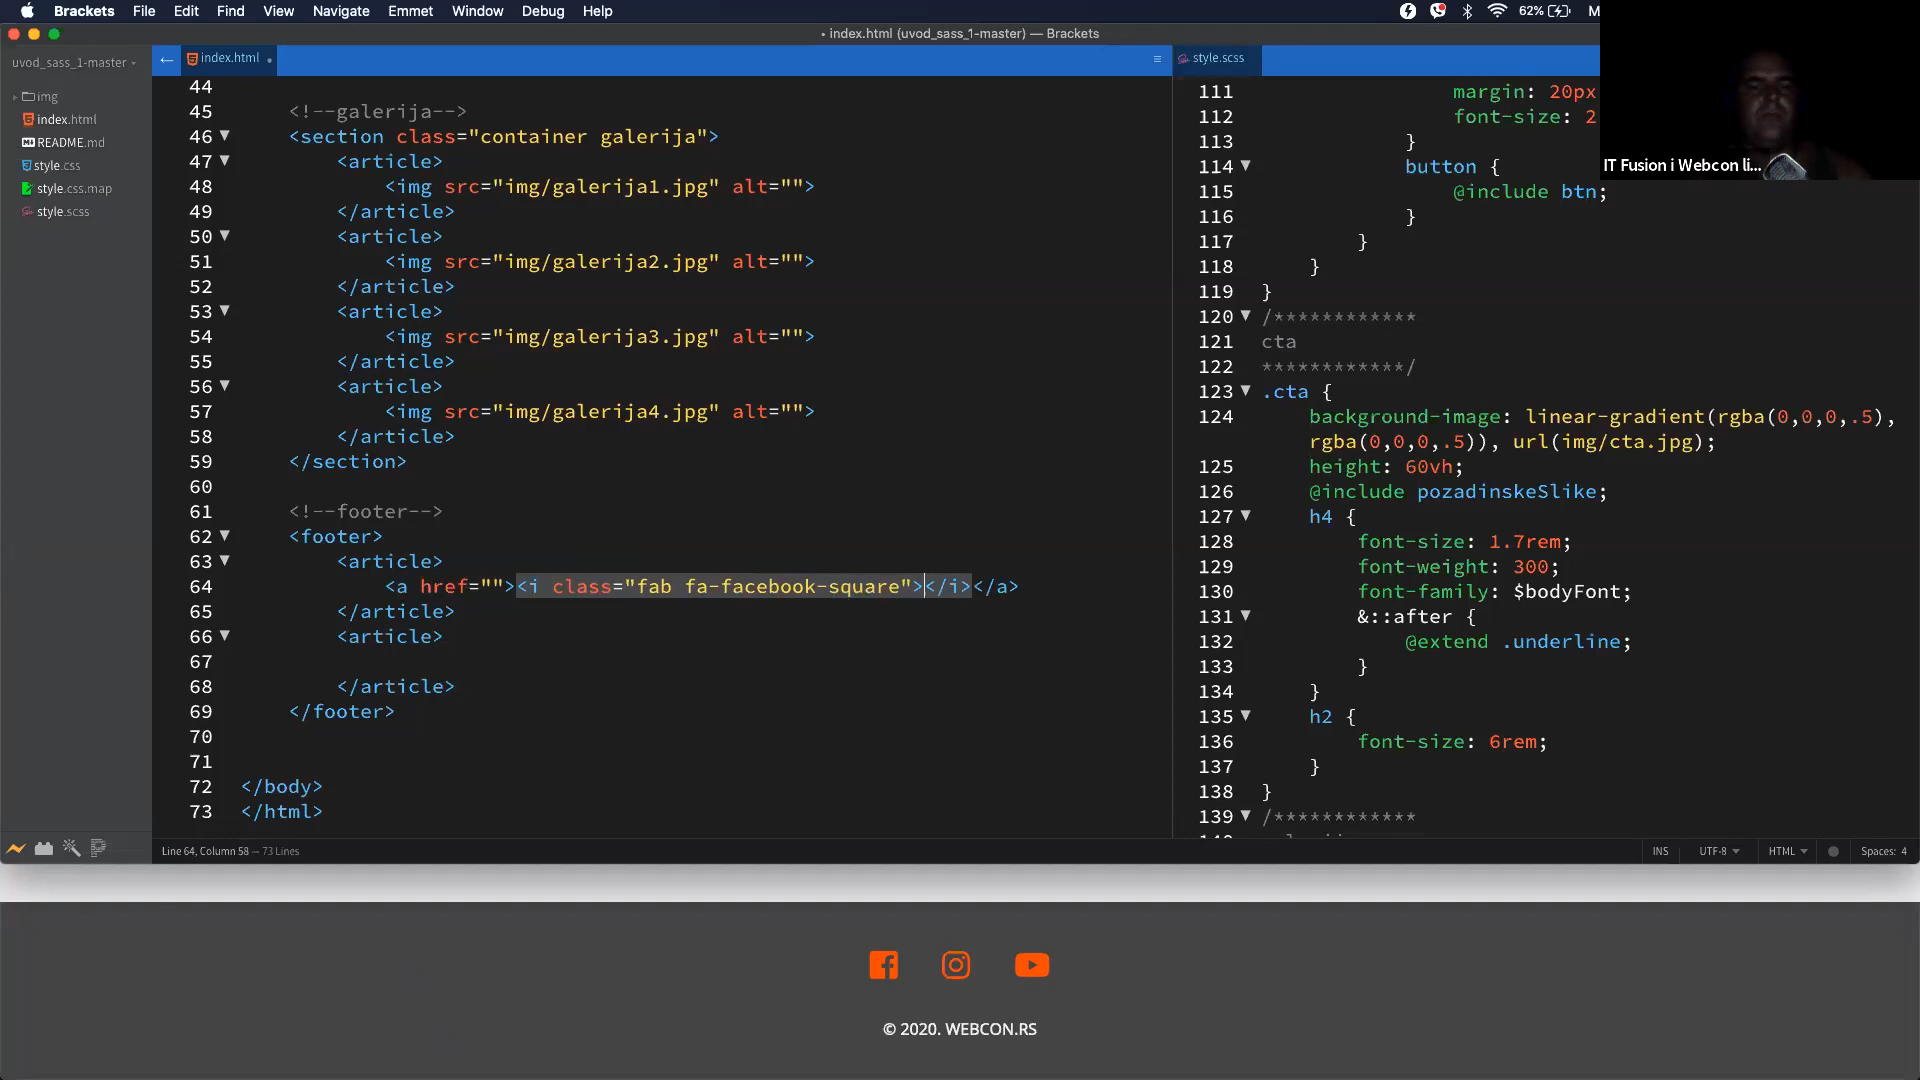 Brackets File Edit Find View Navigate Emmet Window Debug Help
62%
• index.html (uvod_sass_1-master) — Brackets
uvod_sass_1-master
img
index.html
README.md
style.css
style.css.map
style.scss
index.html
44
45 <!--galerija-->
46 <section class="container galerija">
47 <article>
48 <img src="img/galerija1.jpg" alt="">
49 </article>
50 <article>
51 <img src="img/galerija2.jpg" alt="">
52 </article>
53 <article>
54 <img src="img/galerija3.jpg" alt="">
55 </article>
56 <article>
57 <img src="img/galerija4.jpg" alt="">
58 </article>
59 </section>
60
61 <!--footer-->
62 <footer>
63 <article>
64 <a href=""><i class="fab fa-facebook-square"></i></a>
65 </article>
66 <article>
67
68 </article>
69 </footer>
70
71
72 </body>
73 </html>
style.scss
111 margin: 20px
112 font-size: 2
113 }
114 button {
115 @include btn;
116 }
117 }
118 }
119 }
120 /************
121 cta
122 ************/
123 .cta {
124 background-image: linear-gradient(rgba(0,0,0,.5),
rgba(0,0,0,.5)), url(img/cta.jpg);
125 height: 60vh;
126 @include pozadinskeSlike;
127 h4 {
128 font-size: 1.7rem;
129 font-weight: 300;
130 font-family: $bodyFont;
131 &::after {
132 @extend .underline;
133 }
134 }
135 h2 {
136 font-size: 6rem;
137 }
138 }
139 /************
IT Fusion i Webcon li...
Line 64, Column 58 — 73 Lines
INS UTF-8 HTML Spaces: 4
© 2020. WEBCON.RS